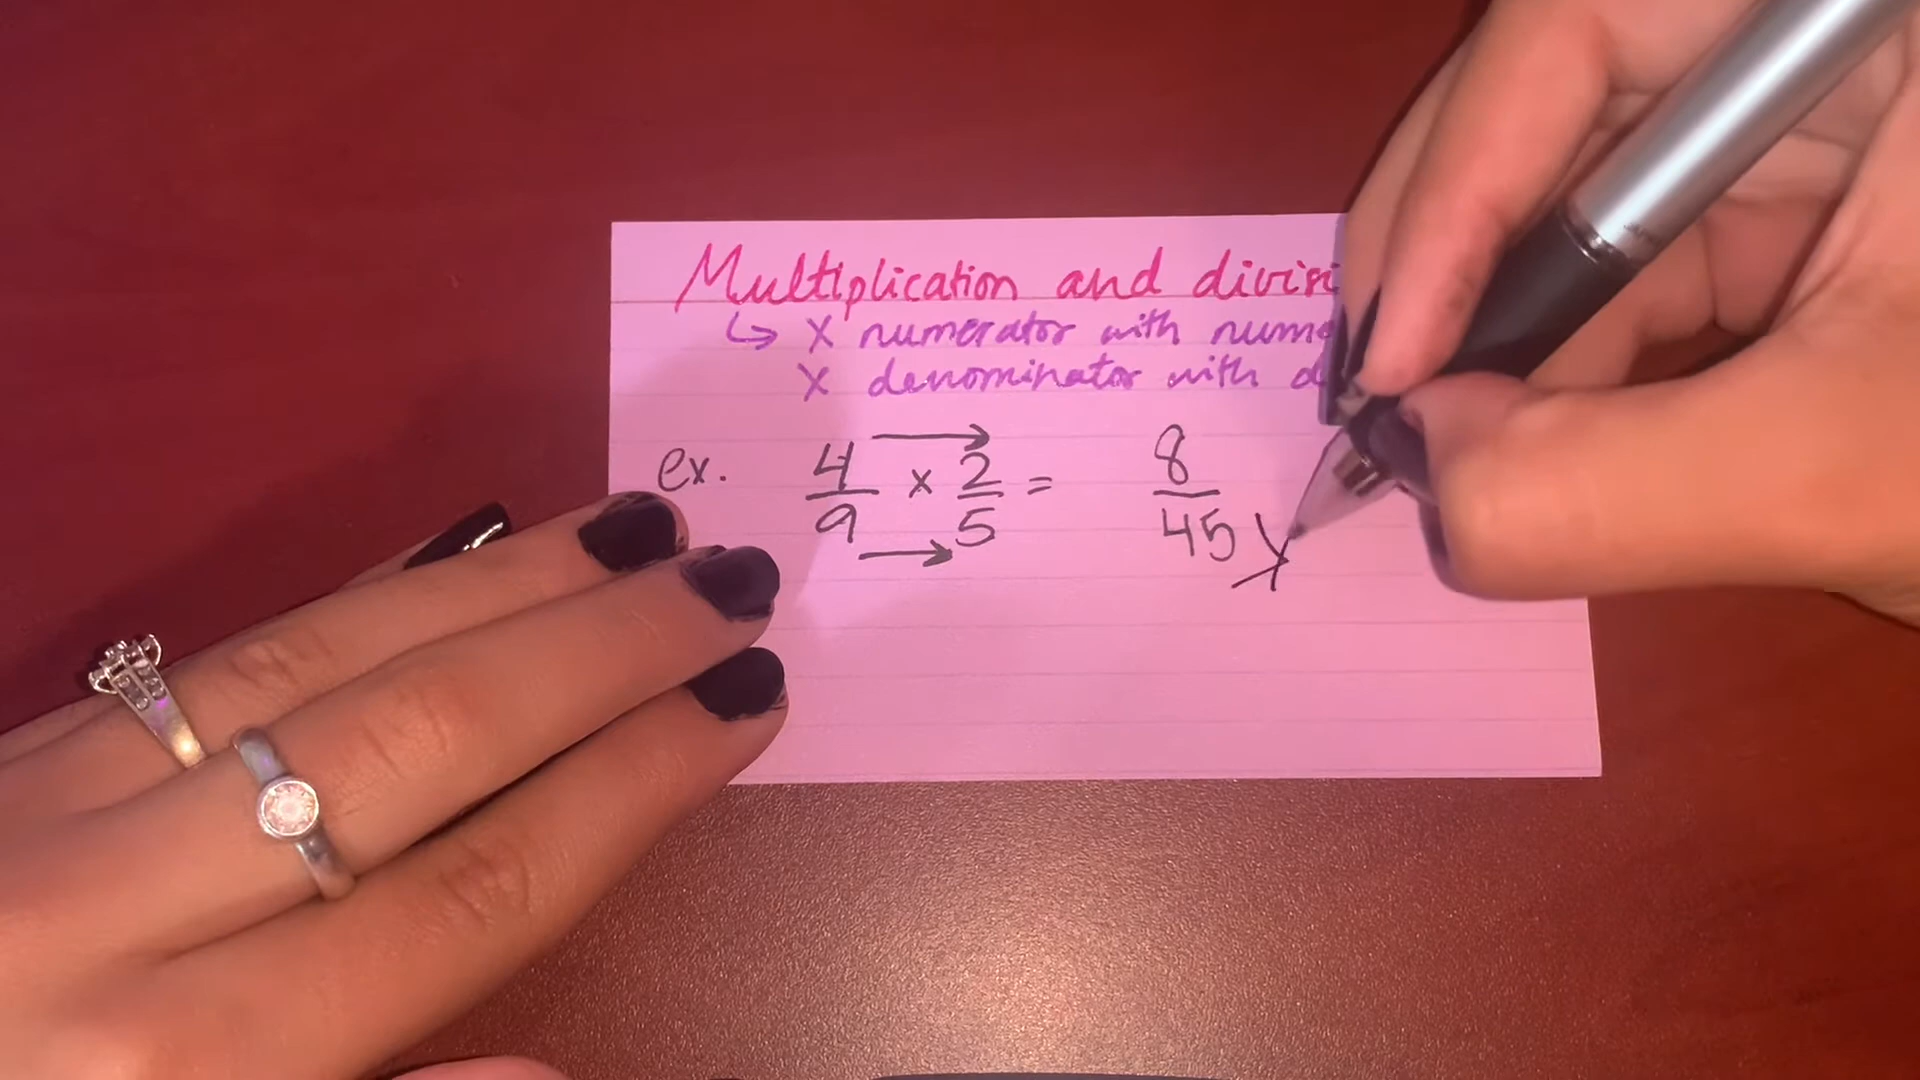 Multiplication and divisi
↳ X numerator with nume
X denominator with d
ex. 4/9 × 2/5 = 8/45